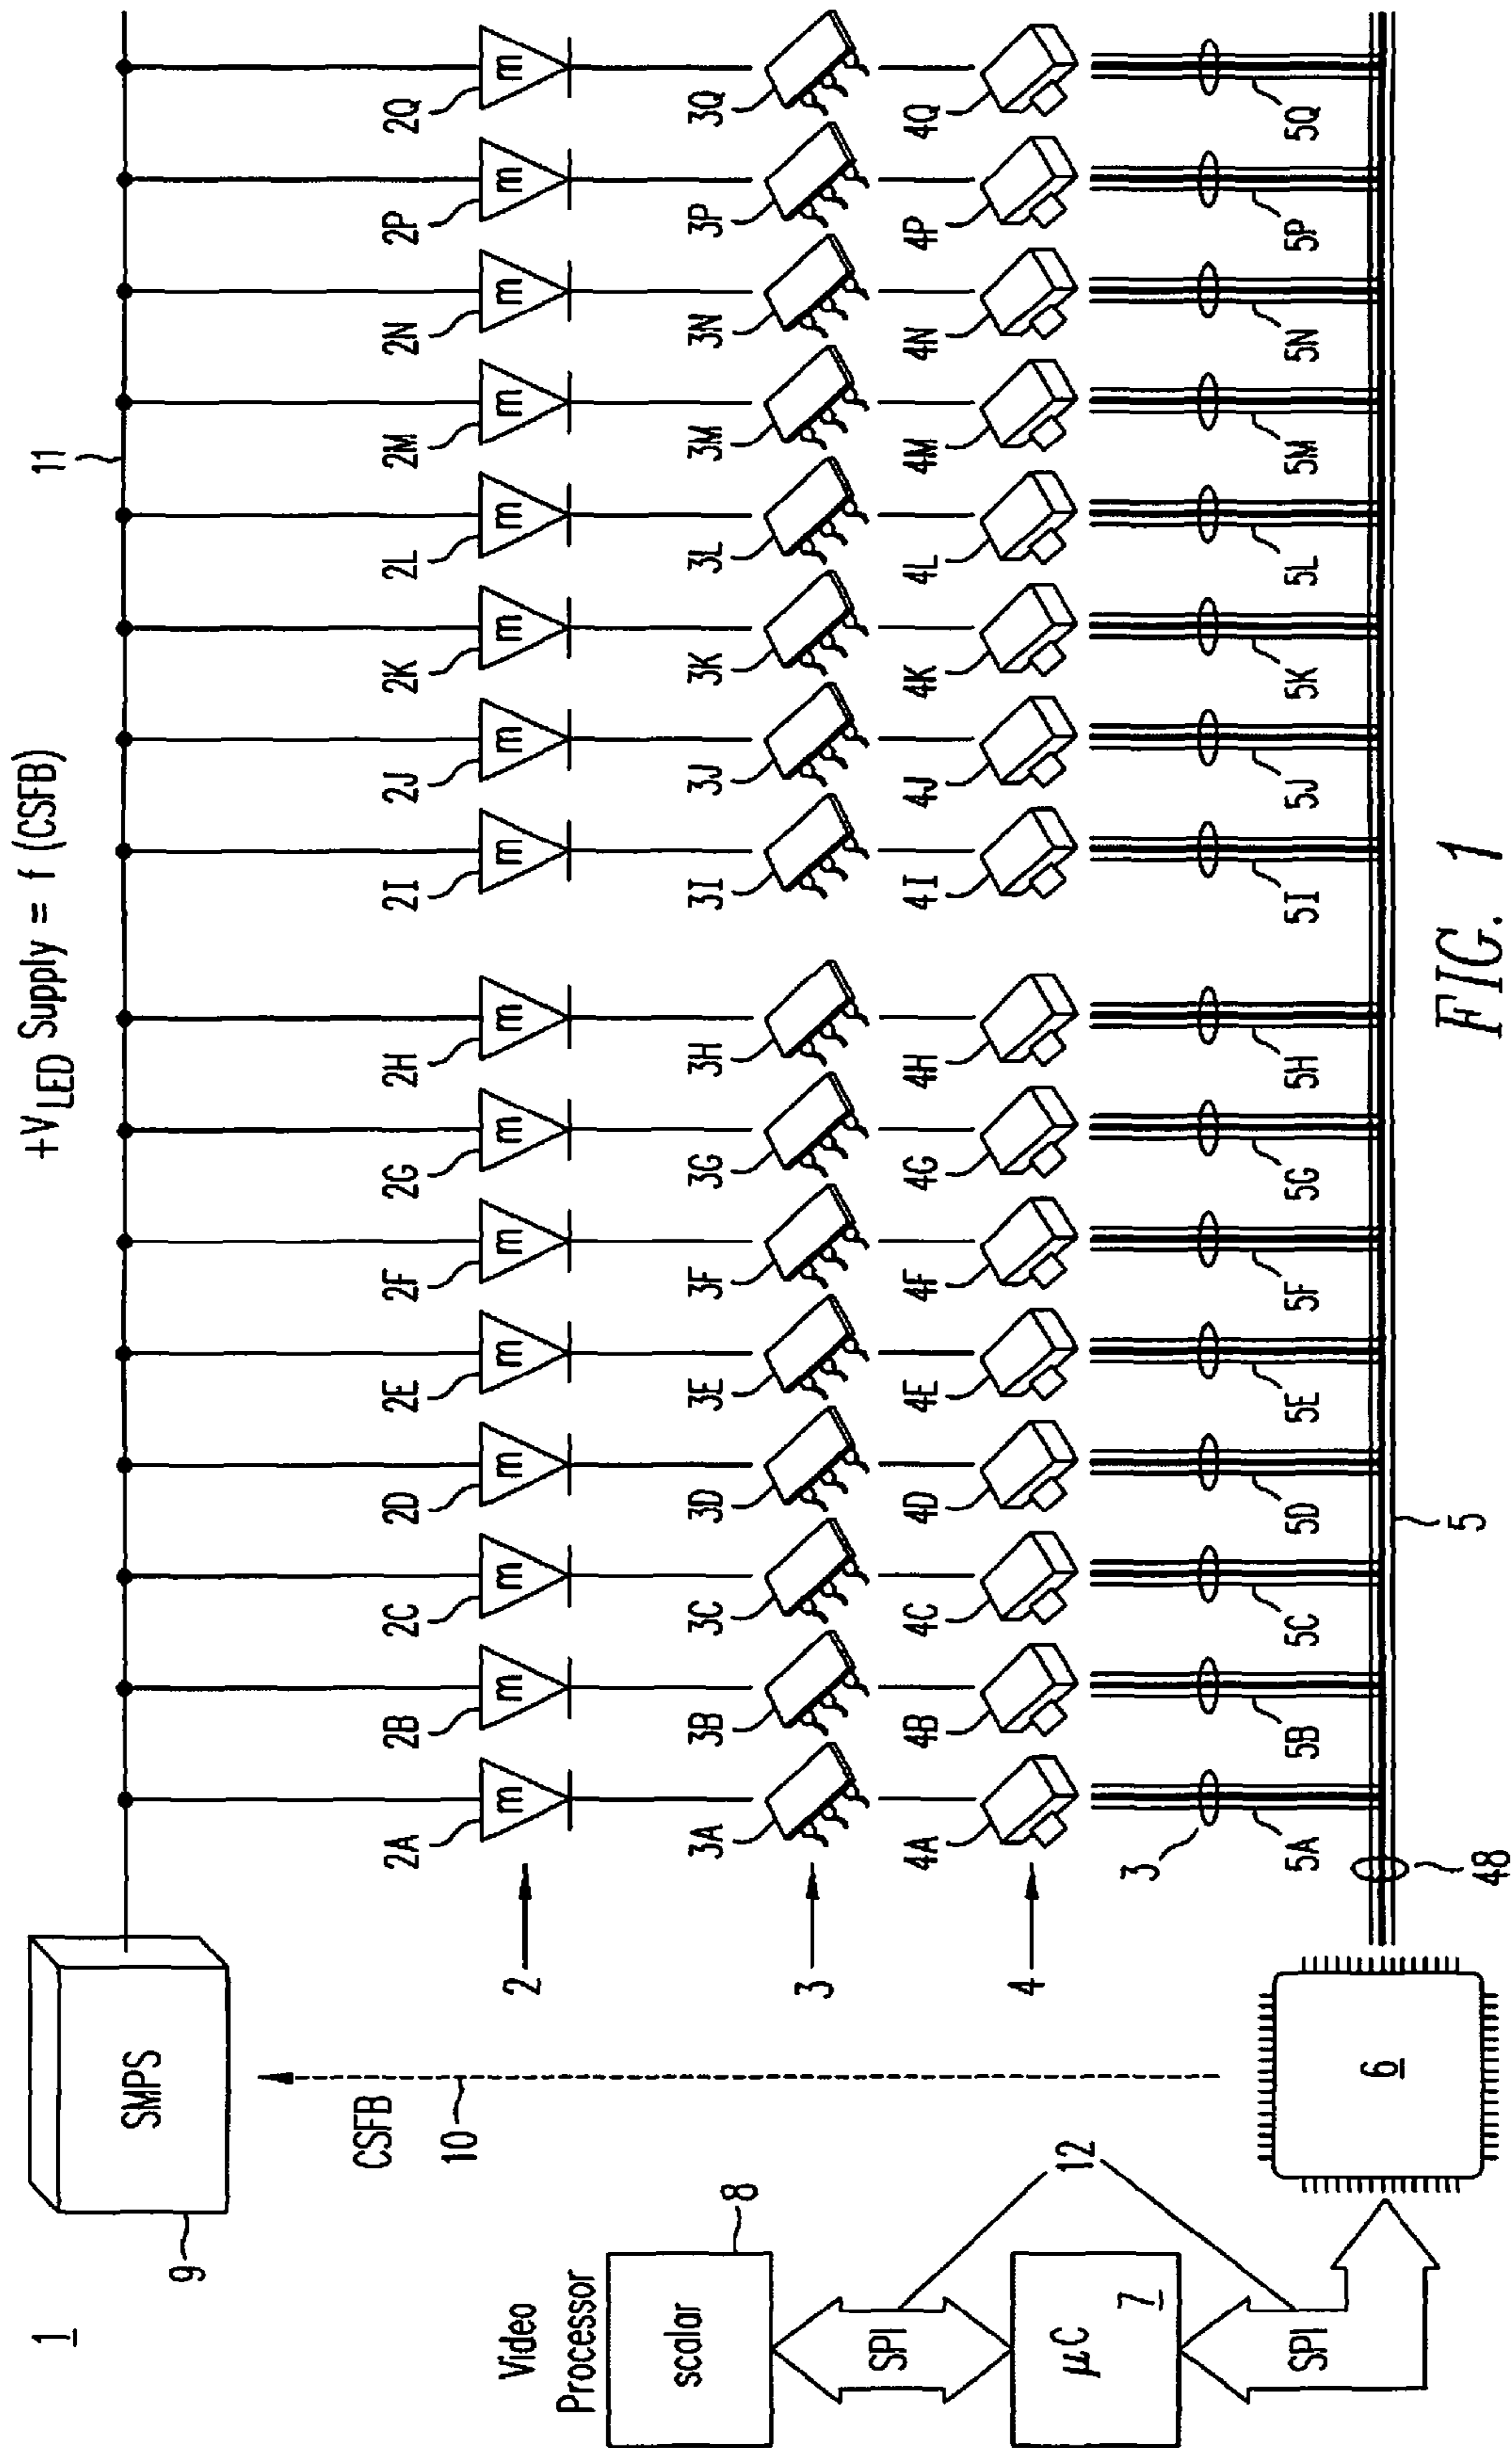 1
+V LED Supply = f (CSFB)
11
SMPS
9
CSFB
10
2
2A 2B 2C 2D 2E 2F 2G 2H 2I 2J 2K 2L 2M 2N 2P 2Q
m m m m m m m m m m m m m m m m
3
3A 3B 3C 3D 3E 3F 3G 3H 3I 3J 3K 3L 3M 3N 3P 3Q
4
4A 4B 4C 4D 4E 4F 4G 4H 4I 4J 4K 4L 4M 4N 4P 4Q
3
5A 5B 5C 5D 5E 5F 5G 5H 5I 5J 5K 5L 5M 5N 5P 5Q
48
5
Video
Processor
scalar
8
SPI
12
µC
7
SPI
6
FIG. 1